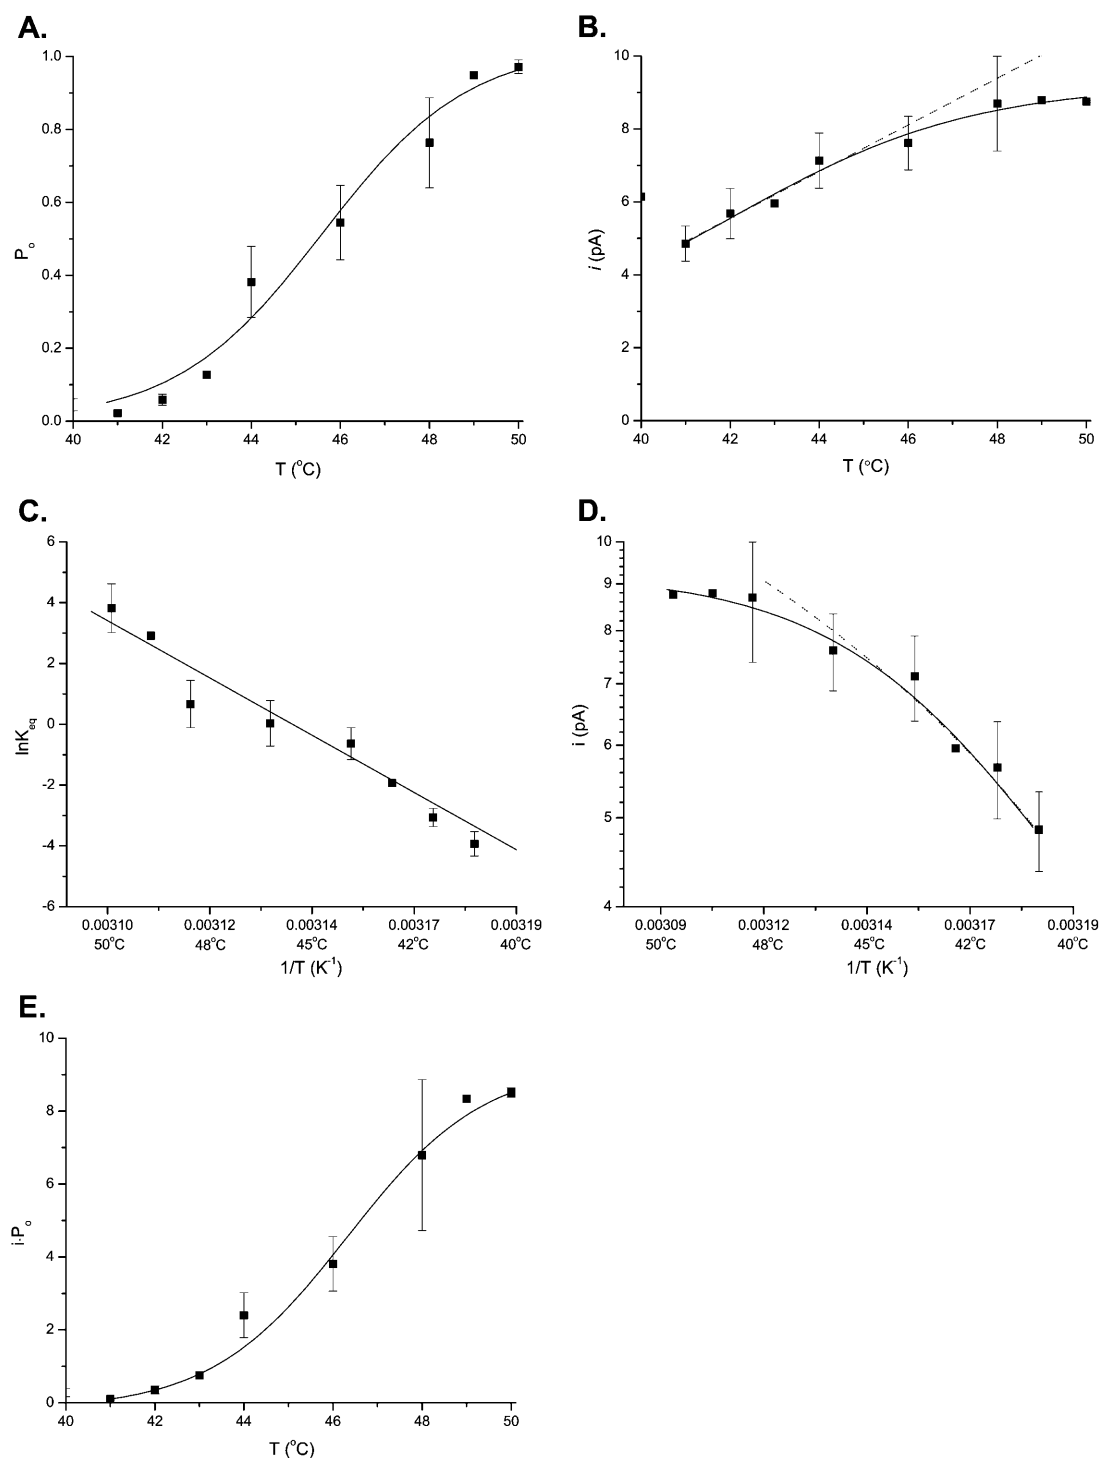 A.
1.0
0.8
0.6
0.4
0.2
0.0
Po
40 42 44 46 48 50
T (°C)
B.
10
8
6
4
2
0
i (pA)
40 42 44 46 48 50
T (°C)
C.
6
4
2
0
-2
-4
-6
lnKeq
0.00310 0.00312 0.00314 0.00317 0.00319
50°C 48°C 45°C 42°C 40°C
1/T (K-1)
D.
10
9
8
7
6
5
4
i (pA)
0.00309 0.00312 0.00314 0.00317 0.00319
50°C 48°C 45°C 42°C 40°C
1/T (K-1)
E.
10
8
6
4
2
0
i·Po
40 42 44 46 48 50
T (°C)